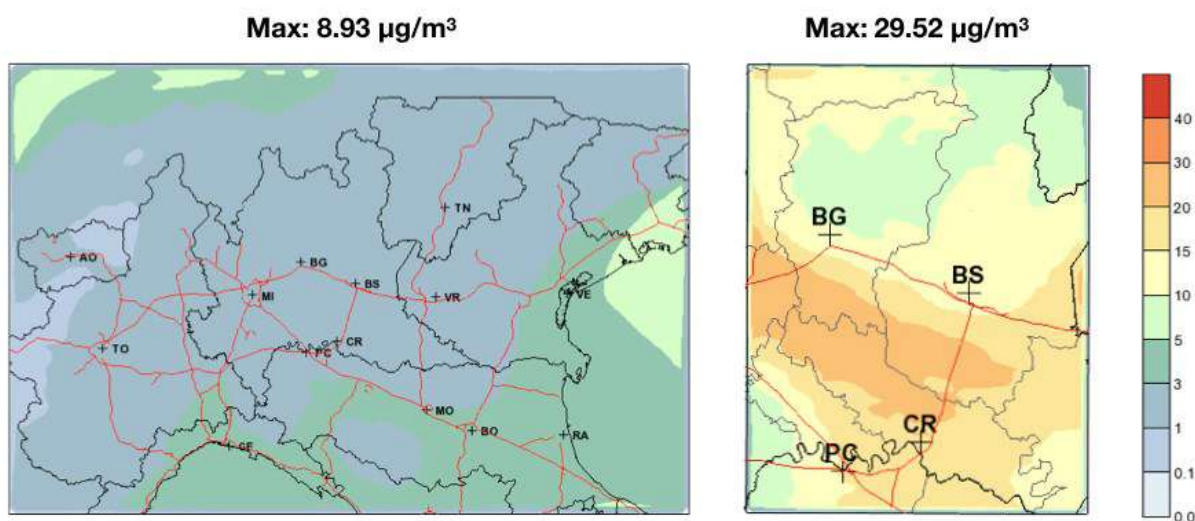 Max: 8.93 µg/m³
Max: 29.52 µg/m³
TN
AO
BG
BS
MI
VR
VE
TO
CR
PC
MO
BO
RA
GE
BG
BS
CR
PC
40
30
20
15
10
5
3
1
0.1
0.0